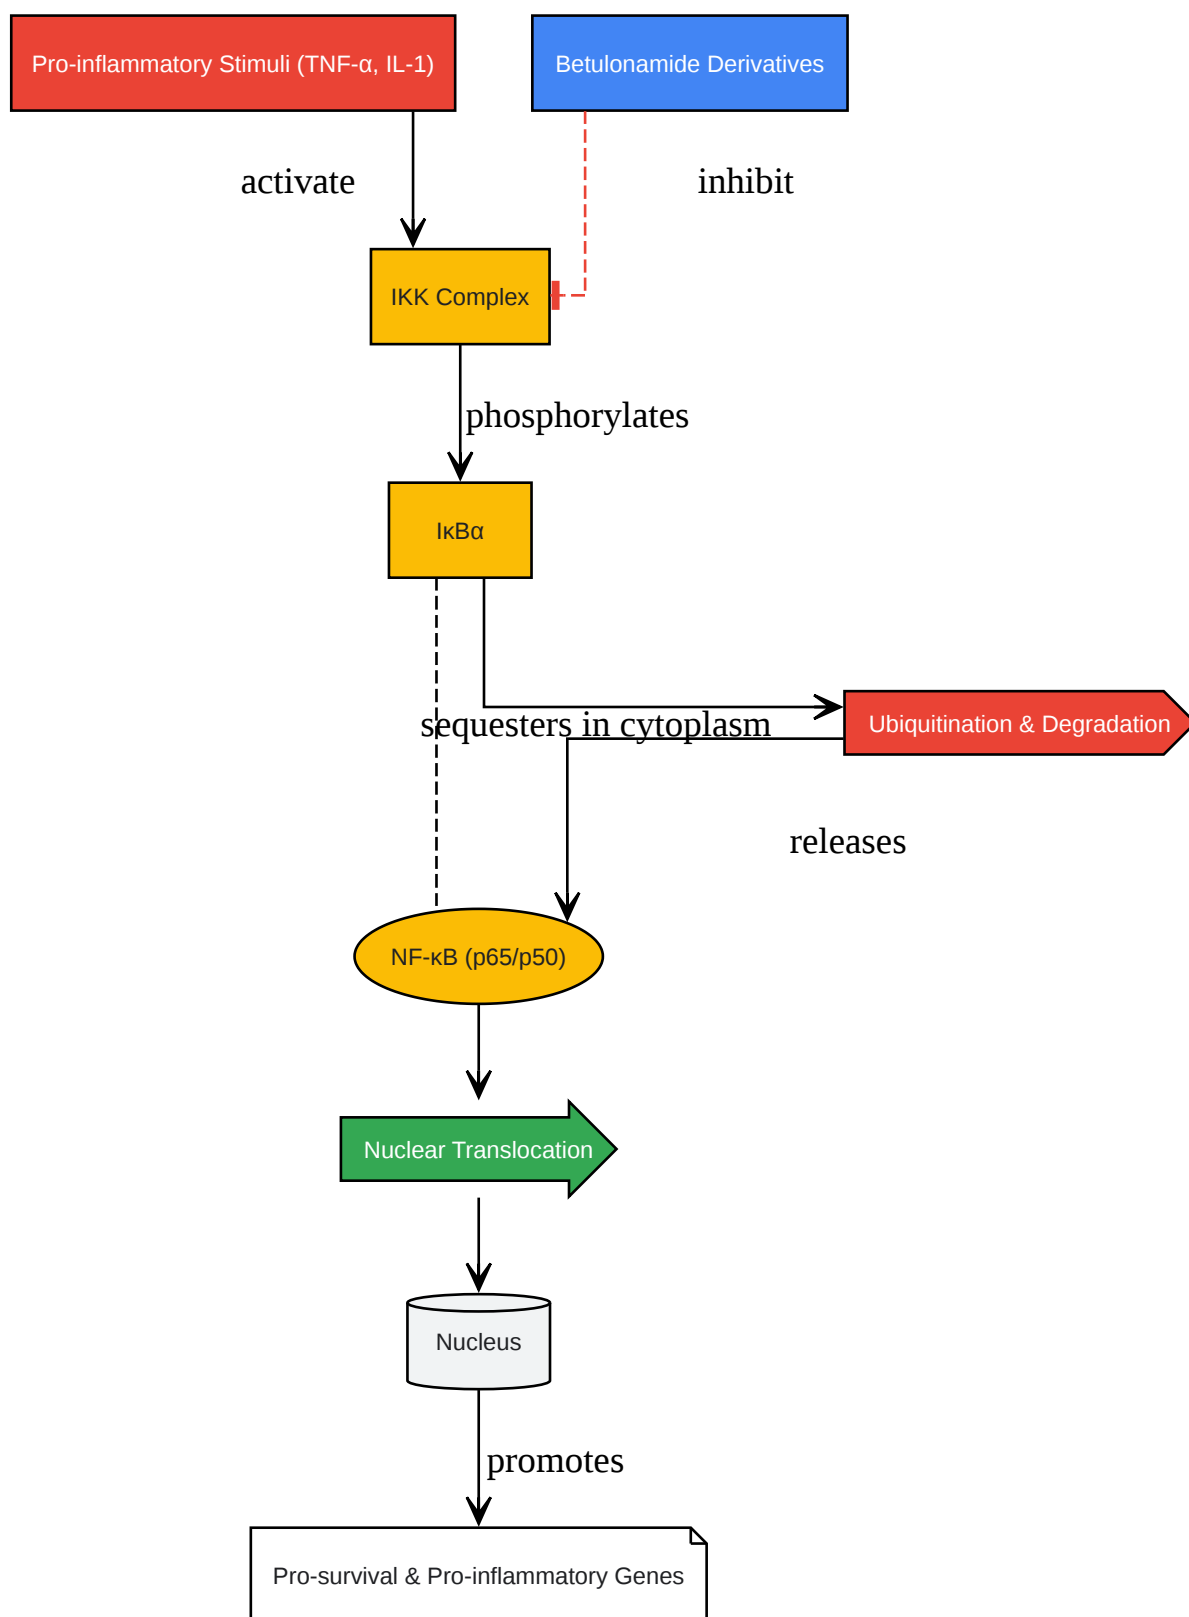 Pro-inflammatory Stimuli (TNF-α, IL-1)
Betulonamide Derivatives
activate
inhibit
IKK Complex
phosphorylates
IκBα
sequesters in cytoplasm
Ubiquitination & Degradation
releases
NF-κB (p65/p50)
Nuclear Translocation
Nucleus
promotes
Pro-survival & Pro-inflammatory Genes